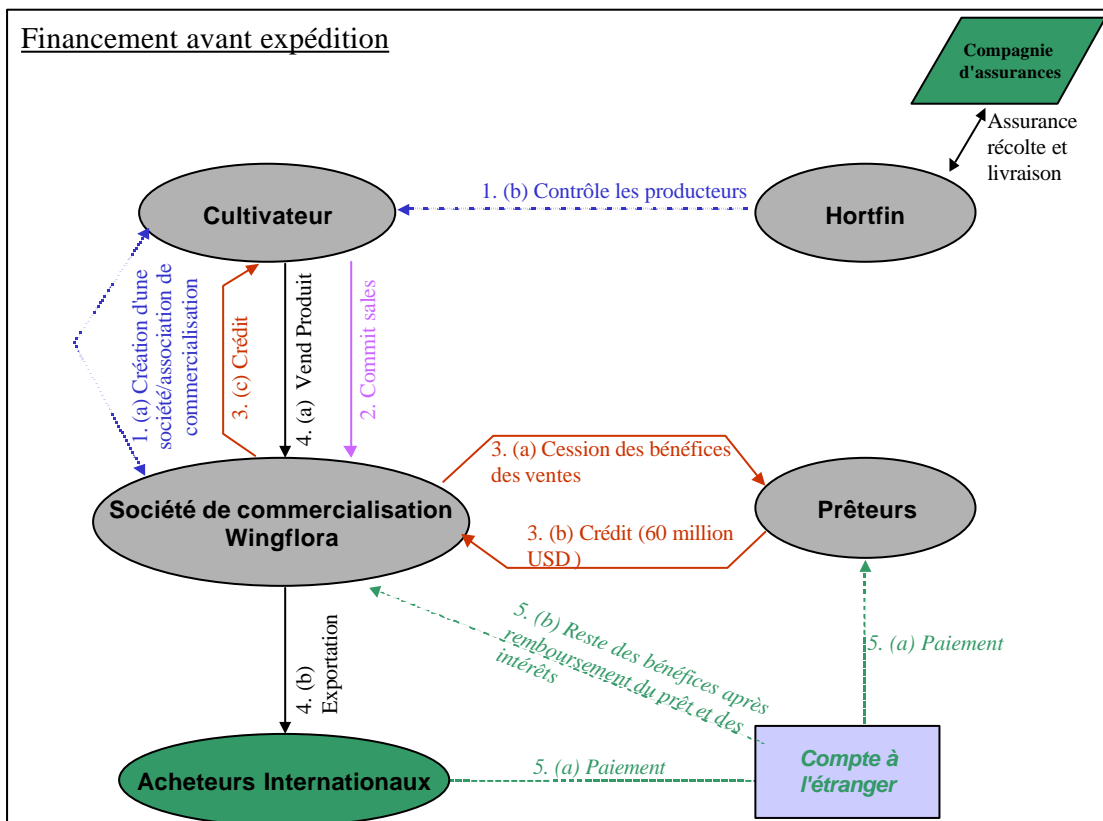 Financement avant expédition
Compagnie
d'assurances
Assurance
récolte et
livraison
1. (b) Contrôle les producteurs
Cultivateur
Hortfin
1. (a) Création d'une
société/association de
commercialisation
3. (c) Crédit
4. (a) Vend Produit
2. Commit sales
3. (a) Cession des bénéfices
des ventes
Société de commercialisation
Wingflora
Prêteurs
3. (b) Crédit (60 million
USD )
5. (b) Reste des bénéfices après
remboursement du prêt et des
intérêts
5. (a) Paiement
4. (b)
Exportation
Acheteurs Internationaux
5. (a) Paiement
Compte à
l'étranger